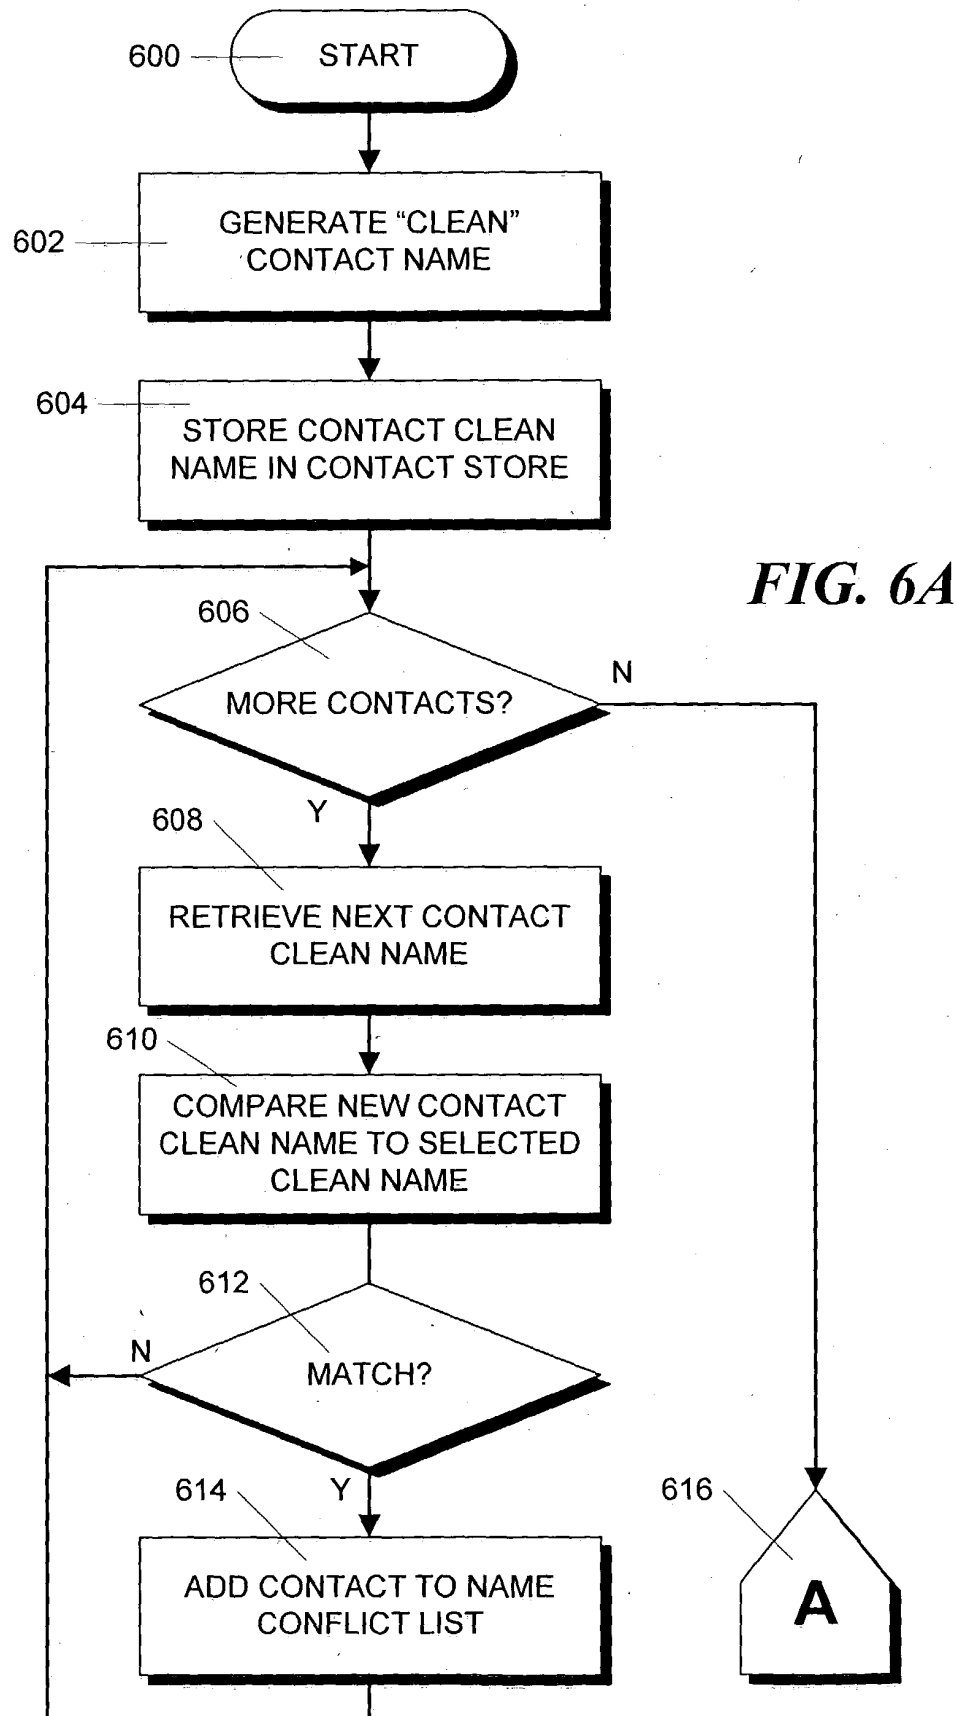 600
START
602
GENERATE “CLEAN”
CONTACT NAME
604
STORE CONTACT CLEAN
NAME IN CONTACT STORE
FIG. 6A
606
MORE CONTACTS?
N
Y
608
RETRIEVE NEXT CONTACT
CLEAN NAME
610
COMPARE NEW CONTACT
CLEAN NAME TO SELECTED
CLEAN NAME
612
MATCH?
N
Y
614
ADD CONTACT TO NAME
CONFLICT LIST
616
A